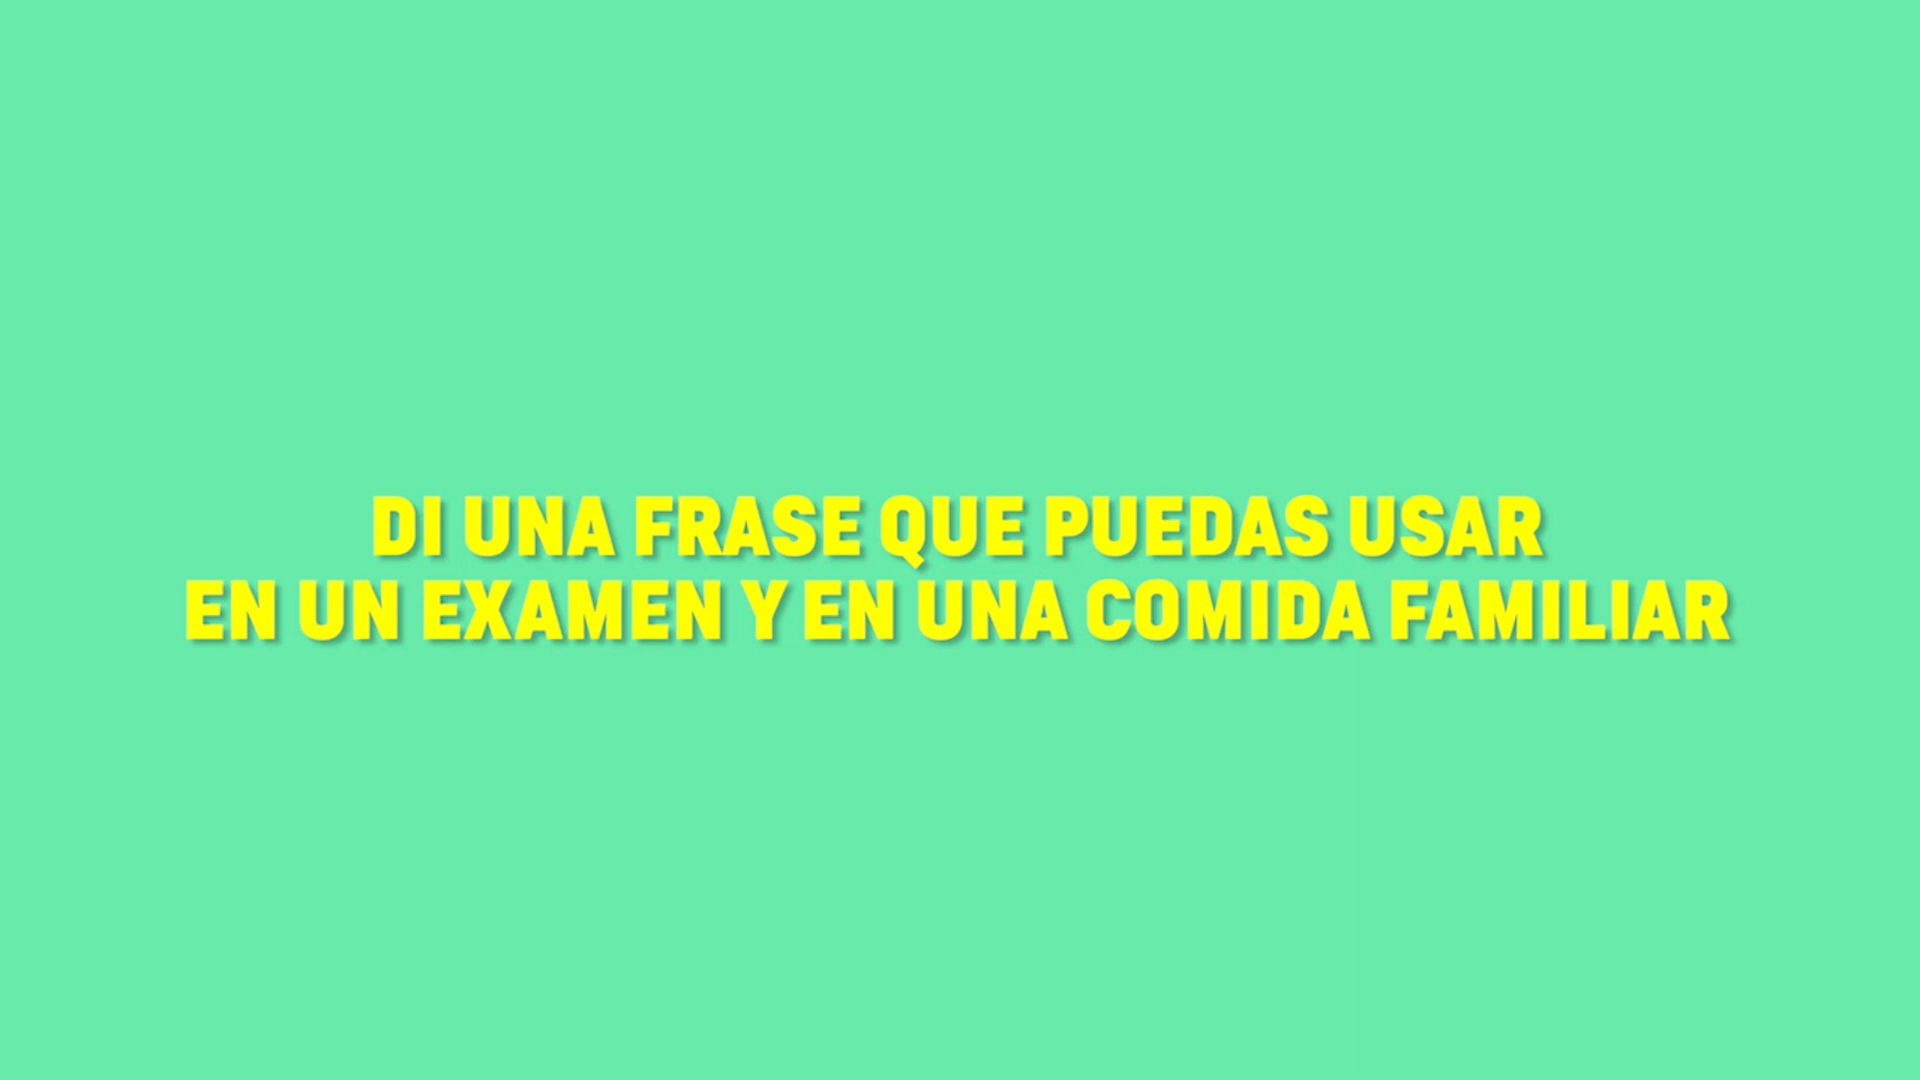 DI UNA FRASE QUE PUEDAS USAR
EN UN EXAMEN Y EN UNA COMIDA FAMILIAR